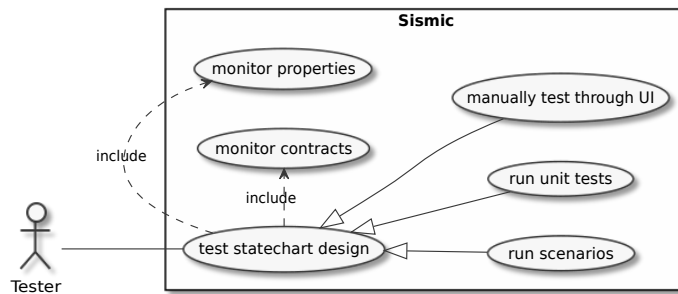 Sismic
monitor properties
manually test through UI
include
monitor contracts
run unit tests
include
test statechart design
run scenarios
Tester